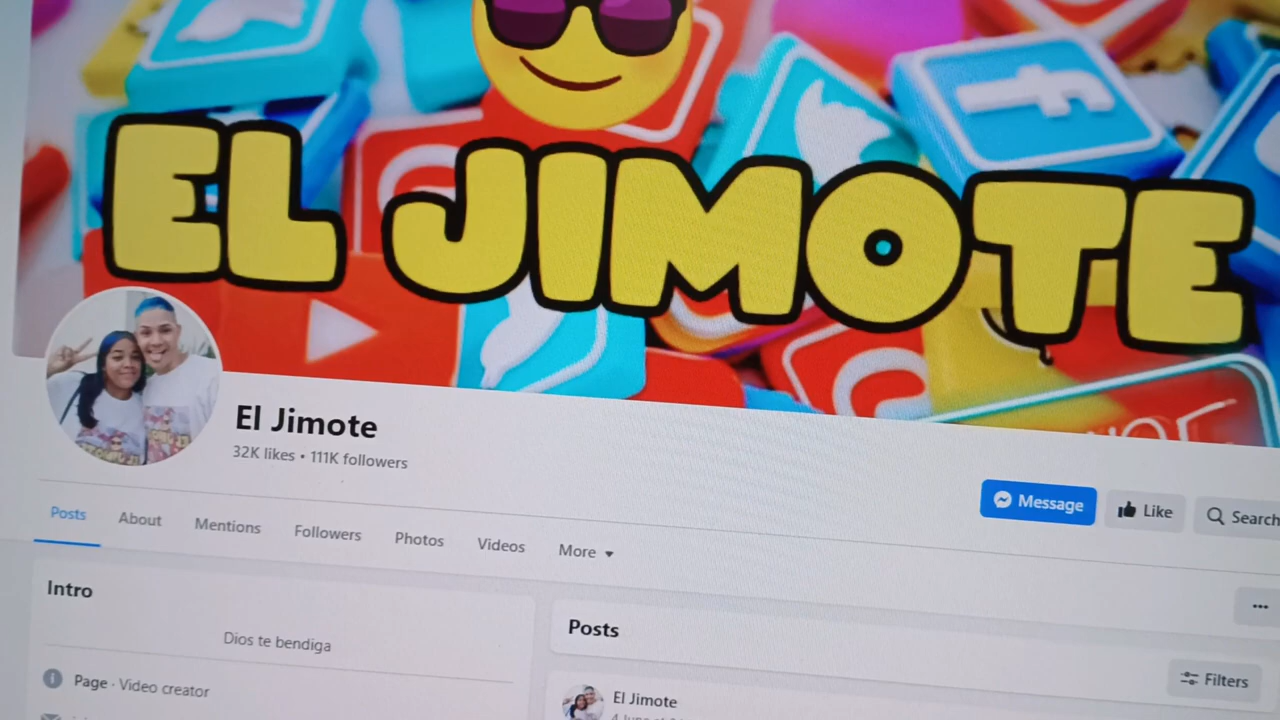 EL JIMOTE
El Jimote
32K likes • 111K followers
Message
Like
Search
Posts
About
Mentions
Followers
Photos
Videos
More
Intro
Dios te bendiga
Page · Video creator
Posts
Filters
El Jimote